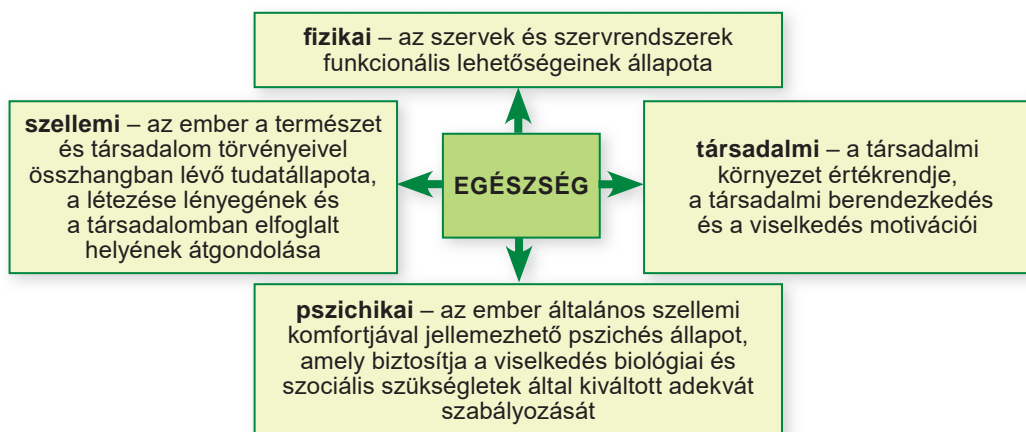 fizikai – az szervek és szervrendszerek
funkcionális lehetőségeinek állapota
szellemi – az ember a természet
és társadalom törvényeivel
összhangban lévő tudatállapota,
a létezése lényegének és
a társadalomban elfoglalt
helyének átgondolása
EGÉSZSÉG
társadalmi – a társadalmi
környezet értékrendje,
a társadalmi berendezkedés
és a viselkedés motivációi
pszichikai – az ember általános szellemi
komfortjával jellemezhető pszichés állapot,
amely biztosítja a viselkedés biológiai és
szociális szükségletek által kiváltott adekvát
szabályozását